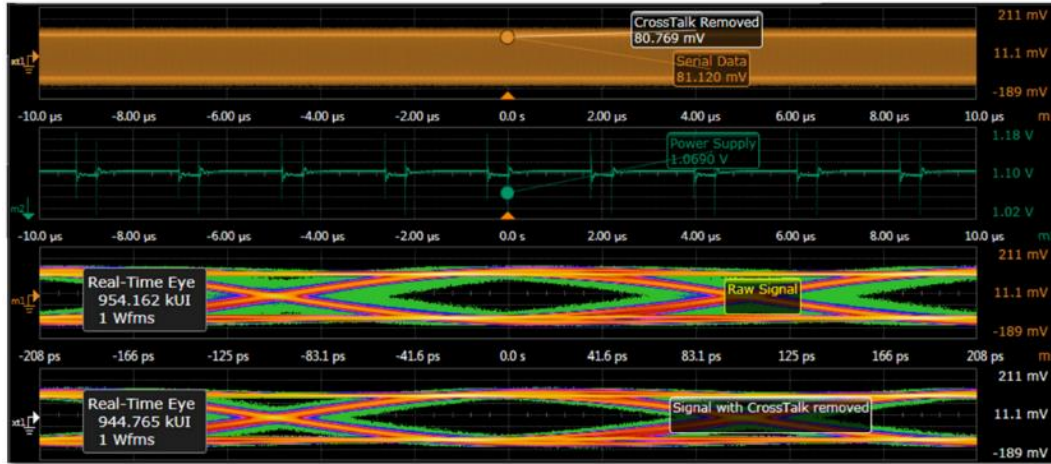 211 mV
CrossTalk Removed
80.769 mV
11.1 mV
xt1
Serial Data
81.120 mV
-189 mV
-10.0 µs -8.00 µs -6.00 µs -4.00 µs -2.00 µs 0.0 s 2.00 µs 4.00 µs 6.00 µs 8.00 µs 10.0 µs m
1.18 V
Power Supply
1.0690 V
1.10 V
m2
1.02 V
-10.0 µs -8.00 µs -6.00 µs -4.00 µs -2.00 µs 0.0 s 2.00 µs 4.00 µs 6.00 µs 8.00 µs 10.0 µs m
211 mV
Real-Time Eye
954.162 kUI
1 Wfms
m1
Raw Signal
11.1 mV
-189 mV
-208 ps -166 ps -125 ps -83.1 ps -41.6 ps 0.0 s 41.6 ps 83.1 ps 125 ps 166 ps 208 ps m
211 mV
Real-Time Eye
944.765 kUI
1 Wfms
xt1
Signal with CrossTalk removed
11.1 mV
-189 mV